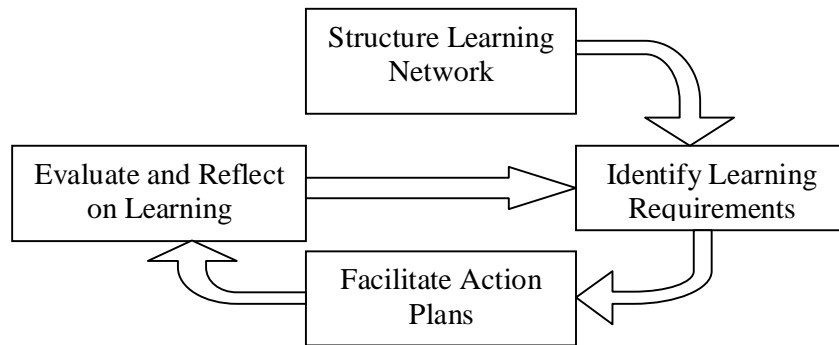 Structure Learning
Network
Evaluate and Reflect
on Learning
Identify Learning
Requirements
Facilitate Action
Plans